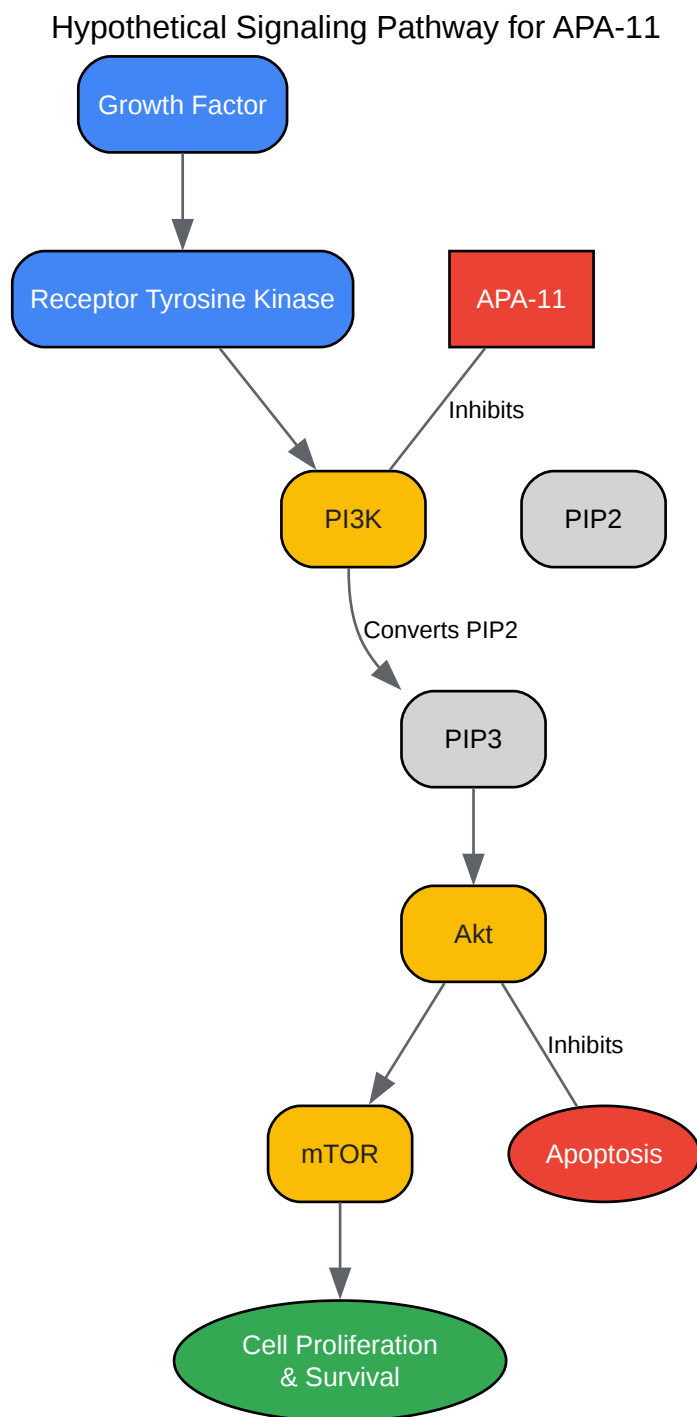 Hypothetical Signaling Pathway for APA-11
Growth Factor
Receptor Tyrosine Kinase
APA-11
Inhibits
PI3K
PIP2
Converts PIP2
PIP3
Akt
Inhibits
mTOR
Apoptosis
Cell Proliferation
& Survival